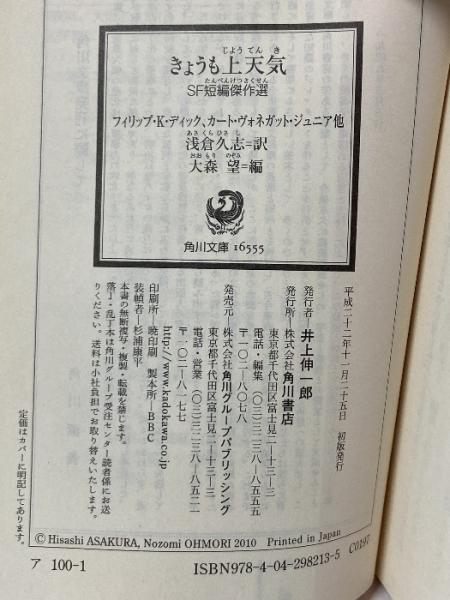 じょうてんき
きょうも上天気
たんぺんけっさくせん
SF短編傑作選
フィリップ・K・ディック、カート・ヴォネガット・ジュニア他
あさくらひさし
浅倉久志=訳
おおもり のぞみ
大森 望=編
角川文庫 16555
平成二十二年十一月二十五日 初版発行
発行者―井上伸一郎
発行所―株式会社角川書店
東京都千代田区富士見二―十三―三
電話・編集 (〇三)三二三八―八五五五
〒一〇二―八〇七八
発売元―株式会社角川グループパブリッシング
東京都千代田区富士見二―十三―三
電話・営業 (〇三)三二三八―八五二一
〒一〇二―八一七七
http://www.kadokawa.co.jp
印刷所―暁印刷 製本所―BBC
装幀者―杉浦康平
本書の無断複写・複製・転載を禁じます。
落丁・乱丁本は角川グループ受注センター読者係にお送
りください。送料は小社負担でお取り替えいたします。
定価はカバーに明記してあります。
©Hisashi ASAKURA, Nozomi OHMORI 2010 Printed in Japan
ア 100-1
ISBN978-4-04-298213-5 C0197